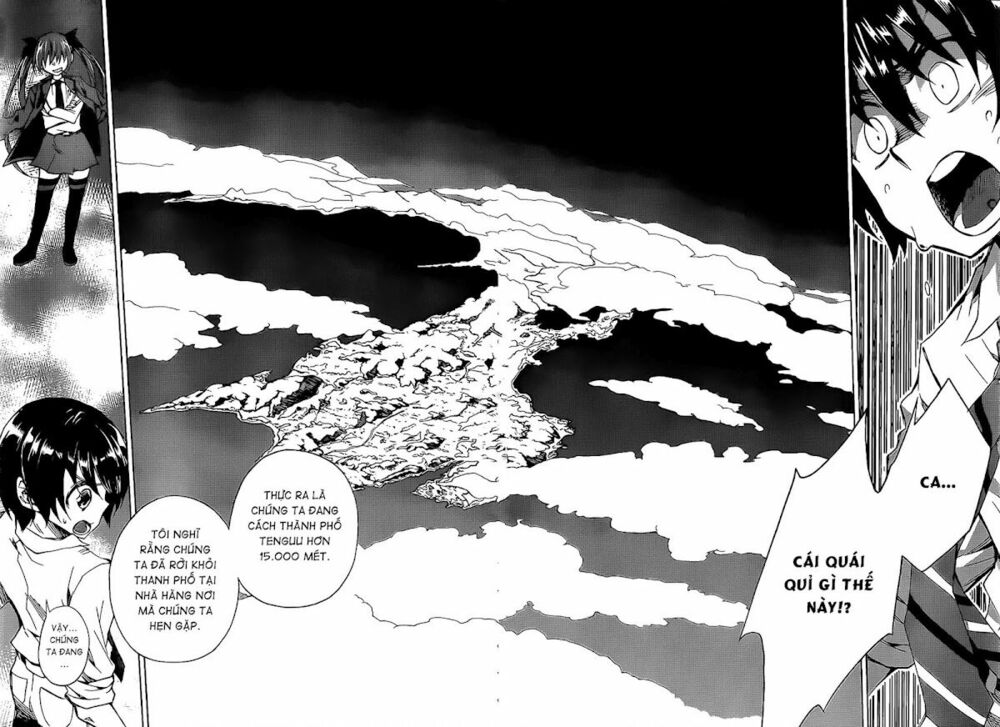 CA...
CÁI QUÁI
QUỈ GÌ THẾ
NÀY!?
THỰC RA LÀ
CHÚNG TA ĐANG
CÁCH THÀNH PHỐ
TENGUU HƠN
15.000 MÉT.
TÔI NGHĨ
RẰNG CHÚNG
TA ĐÃ RỜI KHỎI
THANH PHỐ TẠI
NHÀ HÀNG NƠI
MÀ CHÚNG TA
HẸN GẶP.
VẬY...
CHÚNG
TA ĐANG
...